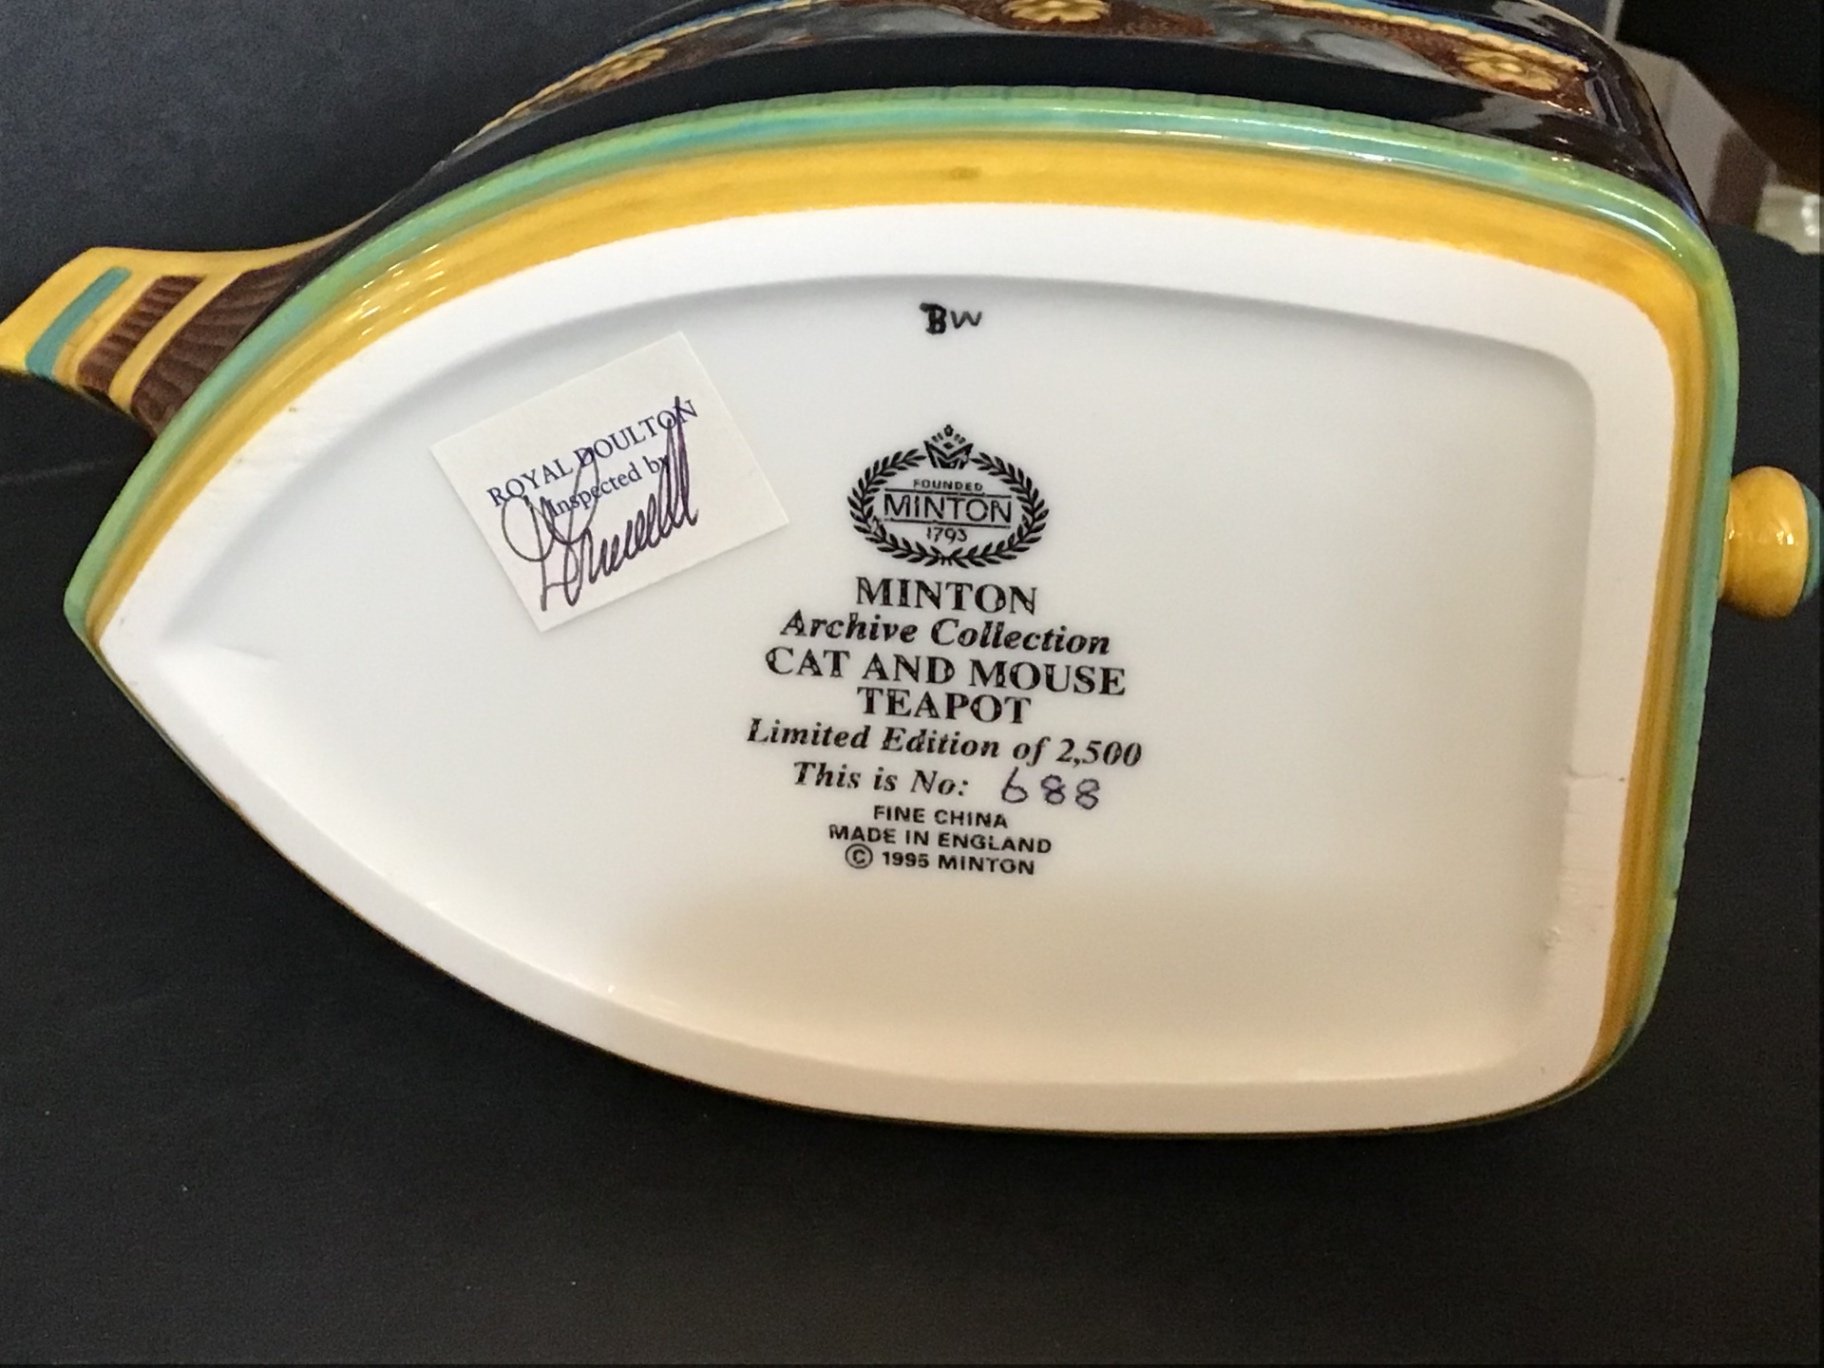 BW
ROYAL DOULTON
Inspected by
FOUNDED
MINTON
1793
MINTON
Archive Collection
CAT AND MOUSE
TEAPOT
Limited Edition of 2,500
This is No: 688
FINE CHINA
MADE IN ENGLAND
© 1995 MINTON